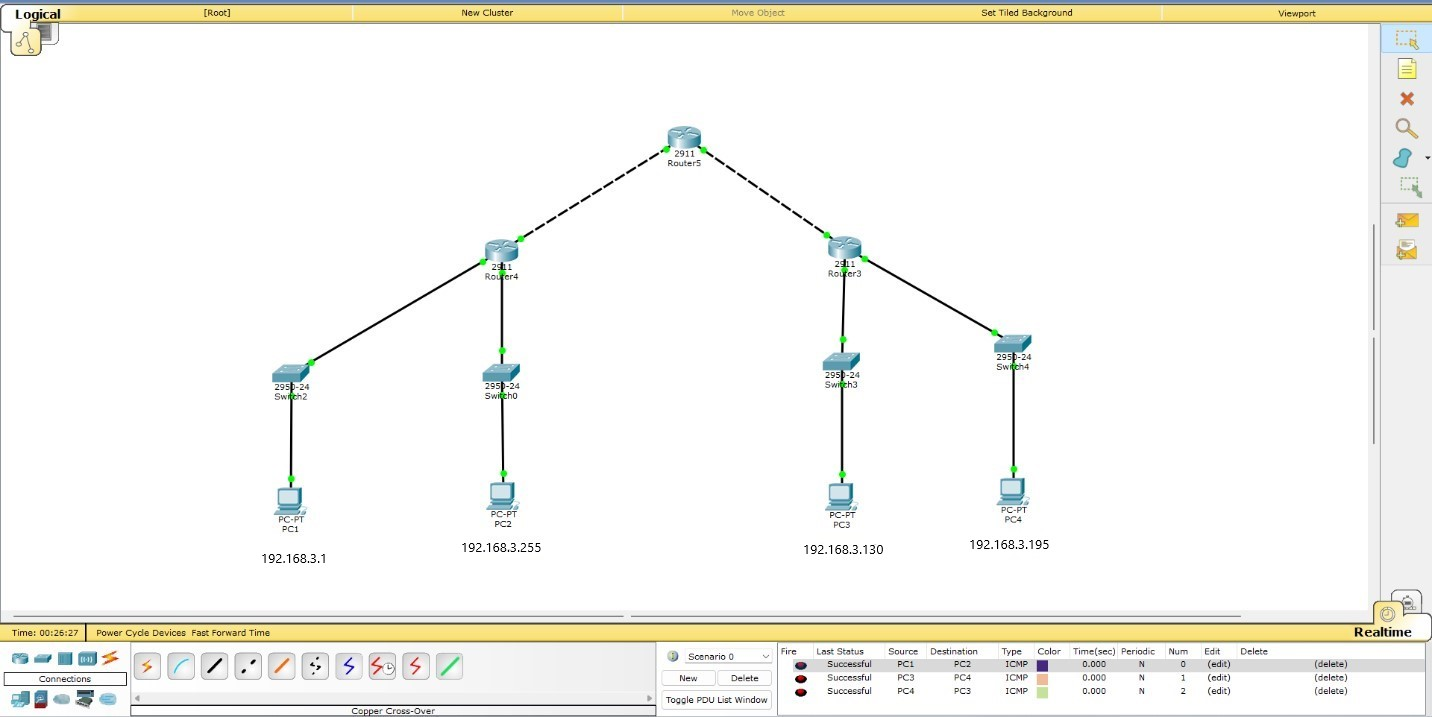 Logical [Root] New Cluster Move Object Set Tiled Background Viewport
2911
Router5
2911
Router4
2911
Router3
2950-24
Switch2
2950-24
Switch0
2950-24
Switch3
2950-24
Switch4
PC-PT
PC1
PC-PT
PC2
PC-PT
PC3
PC-PT
PC4
192.168.3.1
192.168.3.255
192.168.3.130
192.168.3.195
Time: 00:26:27 Power Cycle Devices Fast Forward Time
Realtime
Connections
Copper Cross-Over
Scenario 0
New Delete
Toggle PDU List Window
Fire Last Status Source Destination Type Color Time(sec) Periodic Num Edit Delete
Successful PC1 PC2 ICMP 0.000 N 0 (edit) (delete)
Successful PC3 PC4 ICMP 0.000 N 1 (edit) (delete)
Successful PC4 PC3 ICMP 0.000 N 2 (edit) (delete)